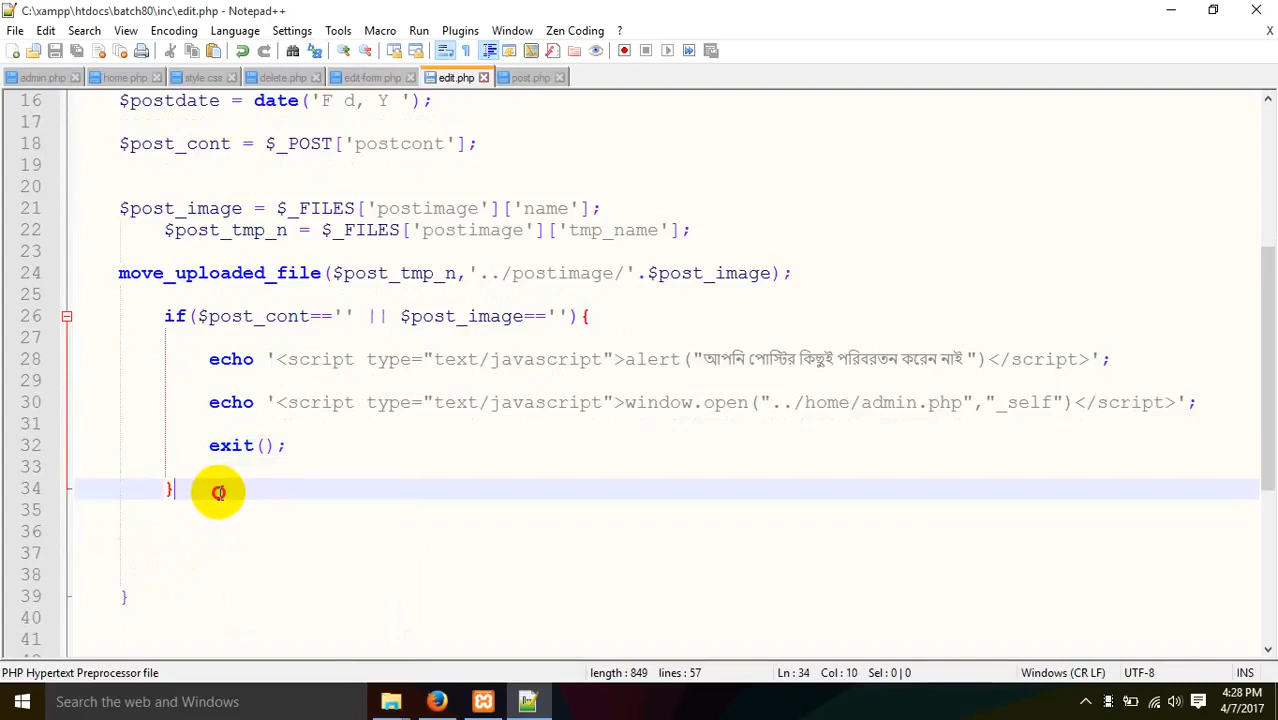 C:\xampp\htdocs\batch80\inc\edit.php - Notepad++
File Edit Search View Encoding Language Settings Tools Macro Run Plugins Window Zen Coding ? X
admin.php home.php style.css delete.php edit-form.php edit.php post.php
16 $postdate = date('F d, Y ');
17
18 $post_cont = $_POST['postcont'];
19
20
21 $post_image = $_FILES['postimage']['name'];
22 $post_tmp_n = $_FILES['postimage']['tmp_name'];
23
24 move_uploaded_file($post_tmp_n,'../postimage/'.$post_image);
25
26 if($post_cont=='' || $post_image==''){
27
28 echo '<script type="text/javascript">alert("আপনি পোস্টির কিছুই পরিবরতন করেন নাই ")</script>';
29
30 echo '<script type="text/javascript">window.open("../home/admin.php","_self")</script>';
31
32 exit();
33
34 }
35
36
37
38
39 }
40
41
PHP Hypertext Preprocessor file length : 849 lines : 57 Ln : 34 Col : 10 Sel : 0 | 0 Windows (CR LF) UTF-8 INS
Search the web and Windows
4:28 PM
4/7/2017